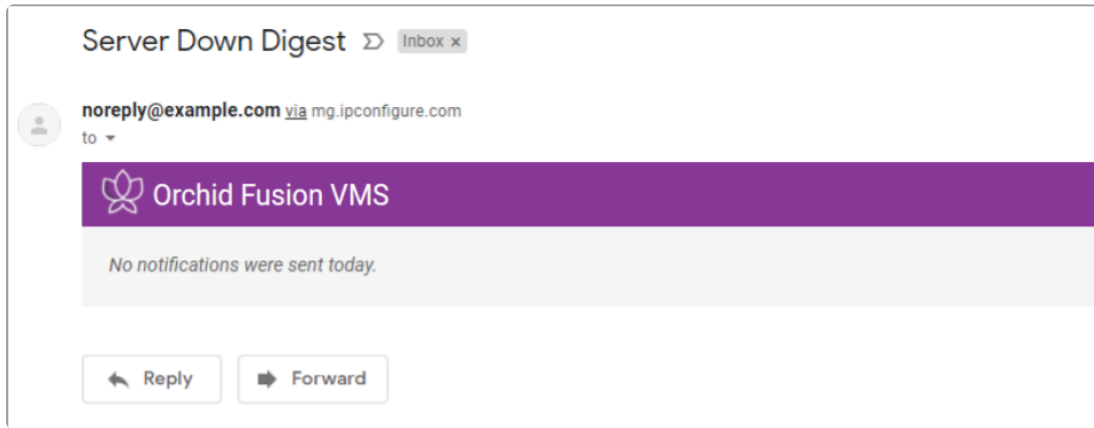 Server Down Digest Inbox x
noreply@example.com via mg.ipconfigure.com
to
Orchid Fusion VMS
No notifications were sent today.
Reply Forward